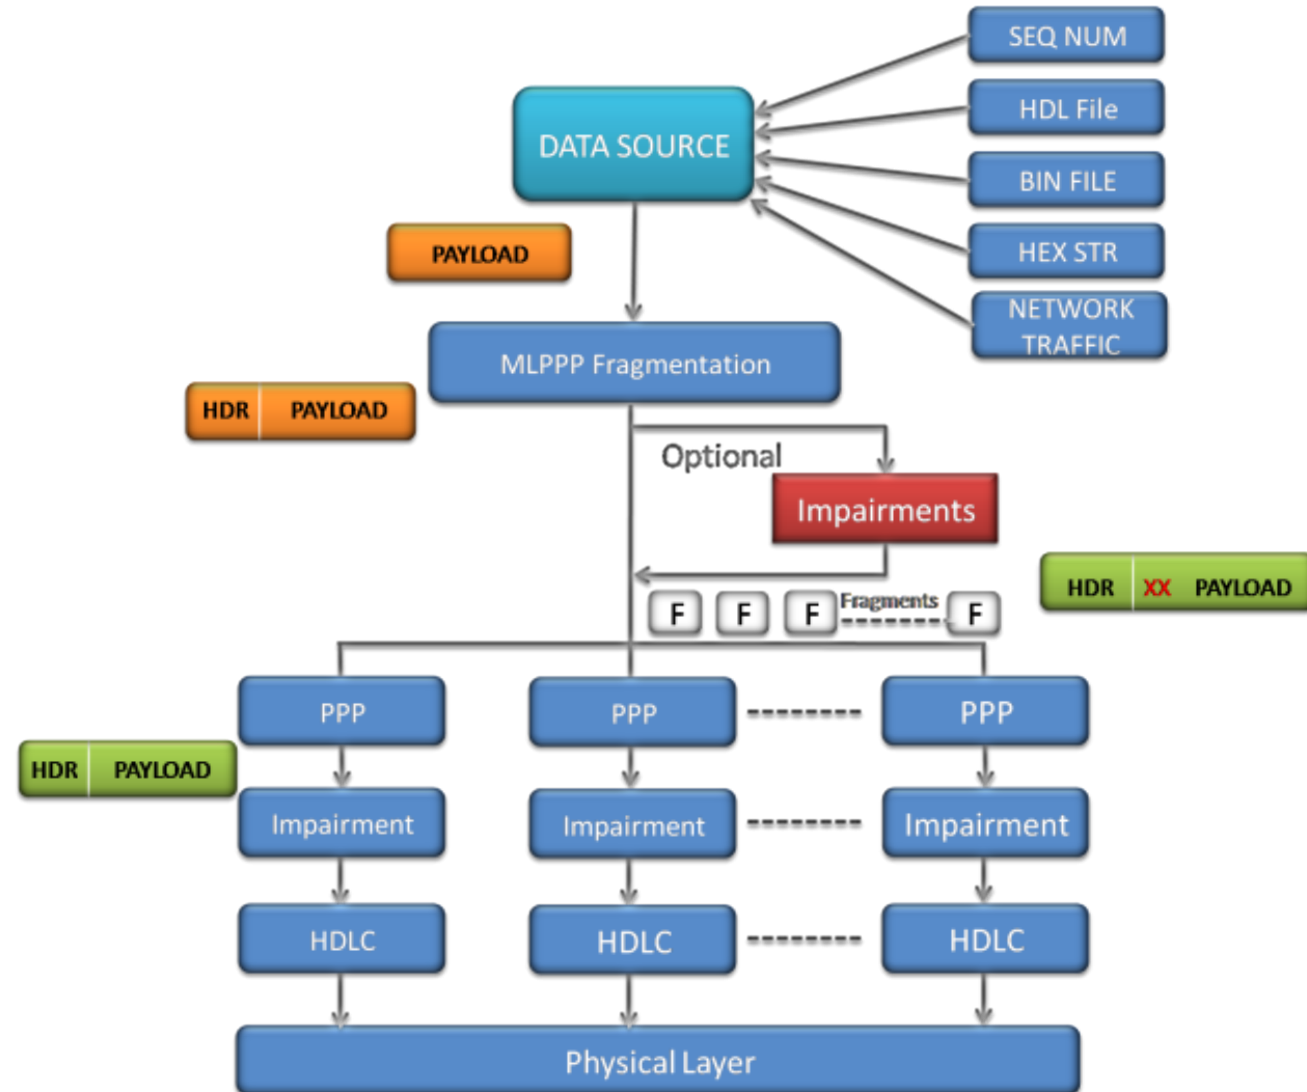 SEQ NUM
HDL File
DATA SOURCE
BIN FILE
PAYLOAD
HEX STR
NETWORK
TRAFFIC
MLPPP Fragmentation
HDR PAYLOAD
Optional
Impairments
HDR XX PAYLOAD
F F F Fragments F
PPP PPP PPP
HDR PAYLOAD
Impairment Impairment Impairment
HDLC HDLC HDLC
Physical Layer